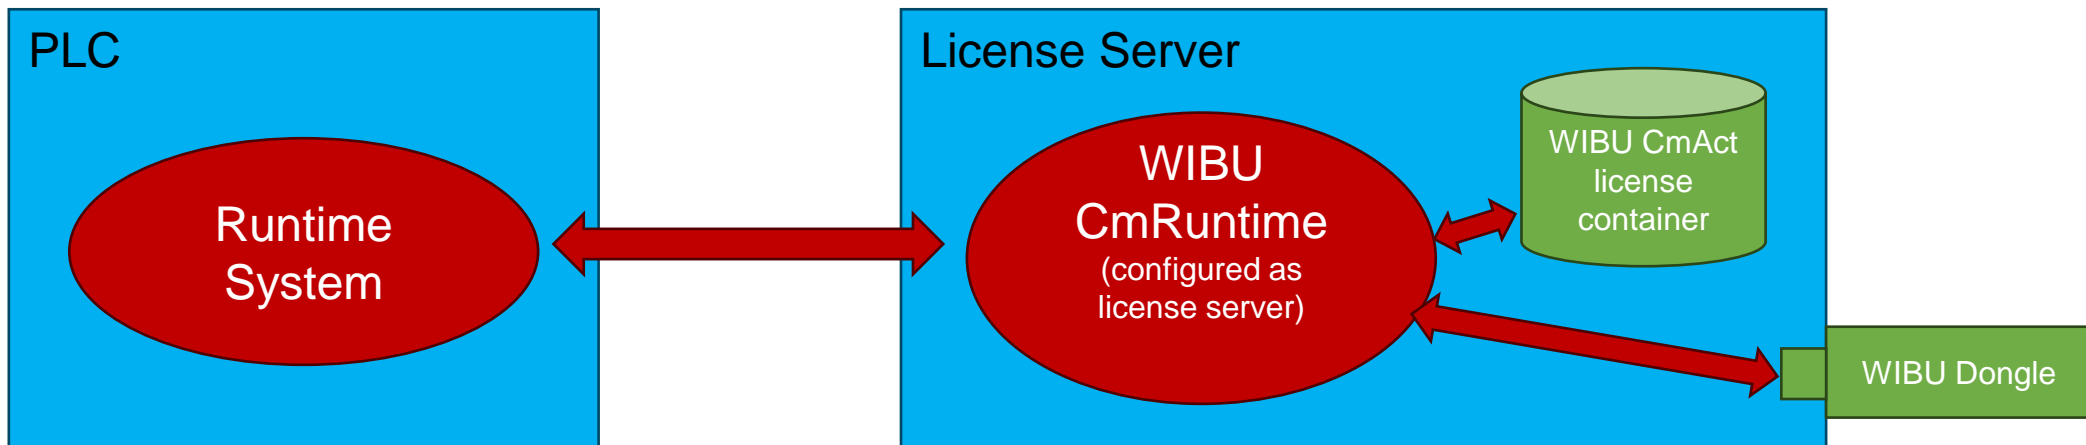 PLC
Runtime
System
License Server
WIBU
CmRuntime
(configured as
license server)
WIBU CmAct
license
container
WIBU Dongle